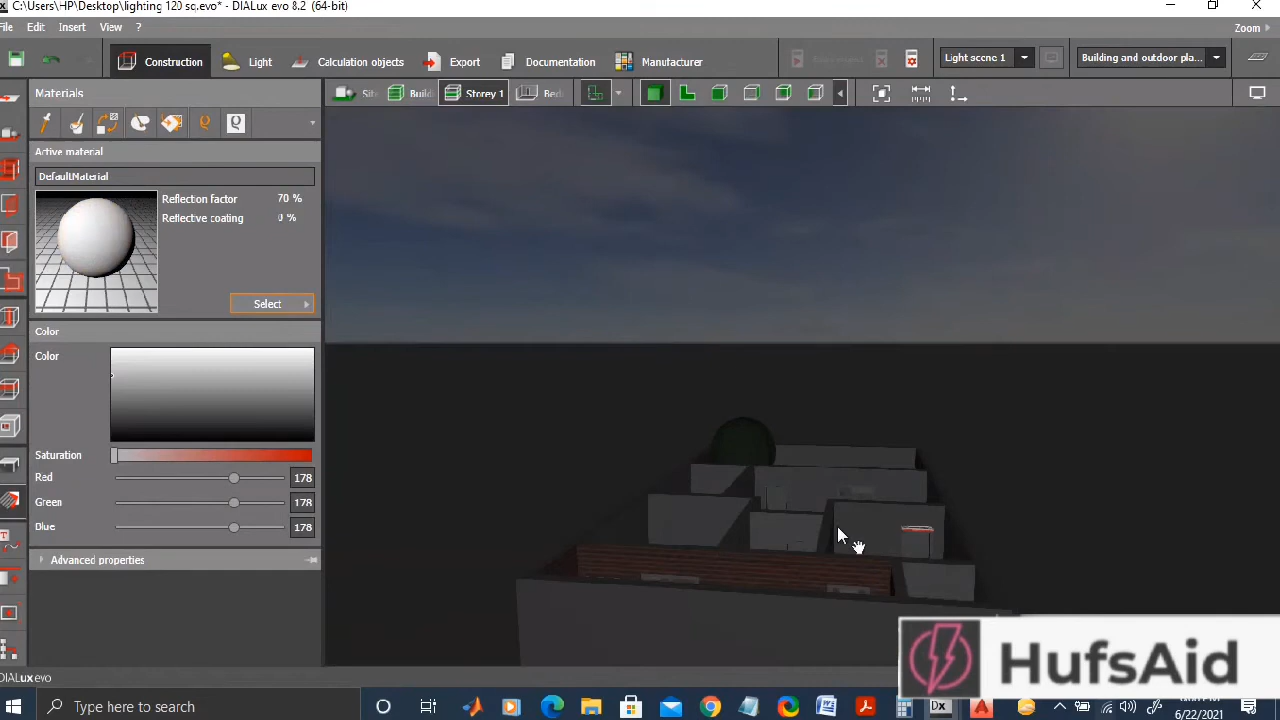 C:\Users\HP\Desktop\lighting 120 sq.evo* - DIALux evo 8.2 (64-bit)
File Edit Insert View ?
Zoom
Construction Light Calculation objects Export Documentation Manufacturer
Light scene 1
Building and outdoor pla...
Materials
Storey 1
Active material
DefaultMaterial
Reflection factor 70 %
Reflective coating 0 %
Select
Color
Color
Saturation
Red 178
Green 178
Blue 178
Advanced properties
HufsAid
DIALux evo
Type here to search
6/22/2021